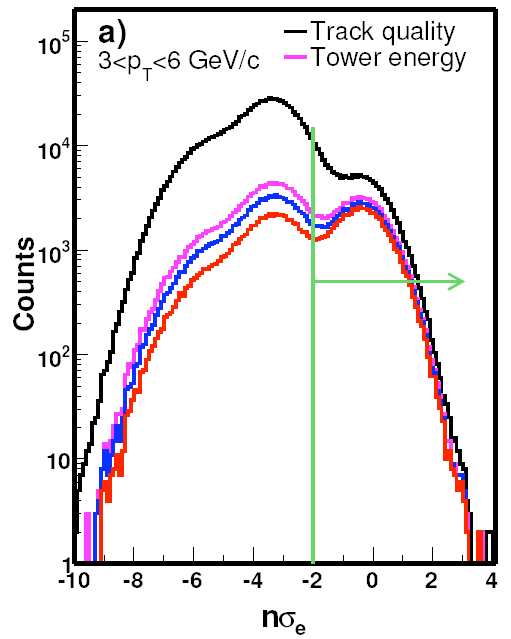 a)
3<p_T<6 GeV/c
Track quality
Tower energy
10^5
10^4
10^3
10^2
10
1
Counts
-10 -8 -6 -4 -2 0 2 4
nσ_e